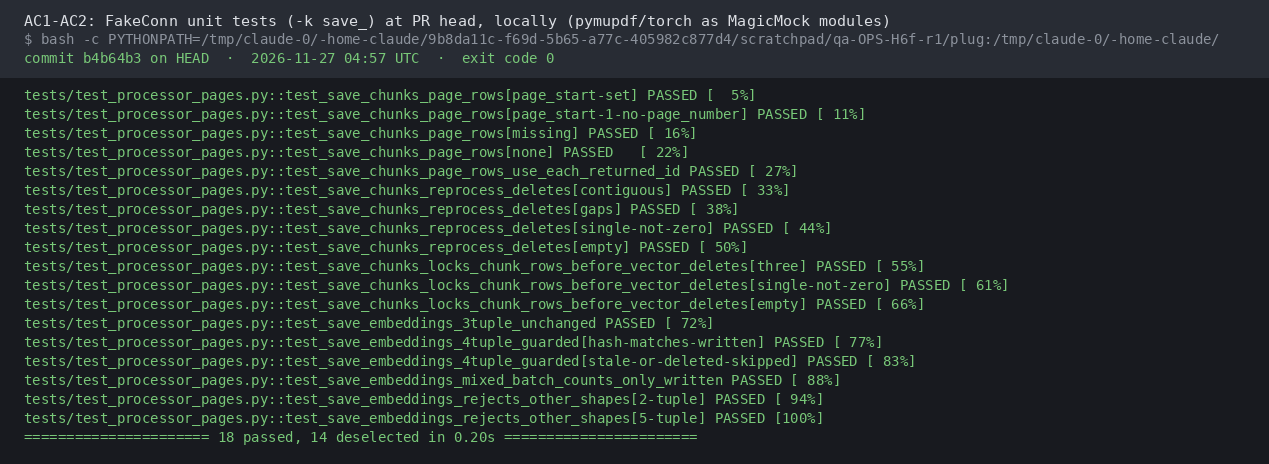 AC1-AC2: FakeConn unit tests (-k save_) at PR head, locally (pymupdf/torch as MagicMock modules)
$ bash -c PYTHONPATH=/tmp/claude-0/-home-claude/9b8da11c-f69d-5b65-a77c-405982c877d4/scratchpad/qa-OPS-H6f-r1/plug:/tmp/claude-0/-home-claude/
commit b4b64b3 on HEAD  ·  2026-11-27 04:57 UTC  ·  exit code 0
tests/test_processor_pages.py::test_save_chunks_page_rows[page_start-set] PASSED [  5%]
tests/test_processor_pages.py::test_save_chunks_page_rows[page_start-1-no-page_number] PASSED [ 11%]
tests/test_processor_pages.py::test_save_chunks_page_rows[missing] PASSED [ 16%]
tests/test_processor_pages.py::test_save_chunks_page_rows[none] PASSED   [ 22%]
tests/test_processor_pages.py::test_save_chunks_page_rows_use_each_returned_id PASSED [ 27%]
tests/test_processor_pages.py::test_save_chunks_reprocess_deletes[contiguous] PASSED [ 33%]
tests/test_processor_pages.py::test_save_chunks_reprocess_deletes[gaps] PASSED [ 38%]
tests/test_processor_pages.py::test_save_chunks_reprocess_deletes[single-not-zero] PASSED [ 44%]
tests/test_processor_pages.py::test_save_chunks_reprocess_deletes[empty] PASSED [ 50%]
tests/test_processor_pages.py::test_save_chunks_locks_chunk_rows_before_vector_deletes[three] PASSED [ 55%]
tests/test_processor_pages.py::test_save_chunks_locks_chunk_rows_before_vector_deletes[single-not-zero] PASSED [ 61%]
tests/test_processor_pages.py::test_save_chunks_locks_chunk_rows_before_vector_deletes[empty] PASSED [ 66%]
tests/test_processor_pages.py::test_save_embeddings_3tuple_unchanged PASSED [ 72%]
tests/test_processor_pages.py::test_save_embeddings_4tuple_guarded[hash-matches-written] PASSED [ 77%]
tests/test_processor_pages.py::test_save_embeddings_4tuple_guarded[stale-or-deleted-skipped] PASSED [ 83%]
tests/test_processor_pages.py::test_save_embeddings_mixed_batch_counts_only_written PASSED [ 88%]
tests/test_processor_pages.py::test_save_embeddings_rejects_other_shapes[2-tuple] PASSED [ 94%]
tests/test_processor_pages.py::test_save_embeddings_rejects_other_shapes[5-tuple] PASSED [100%]
====================== 18 passed, 14 deselected in 0.20s =======================